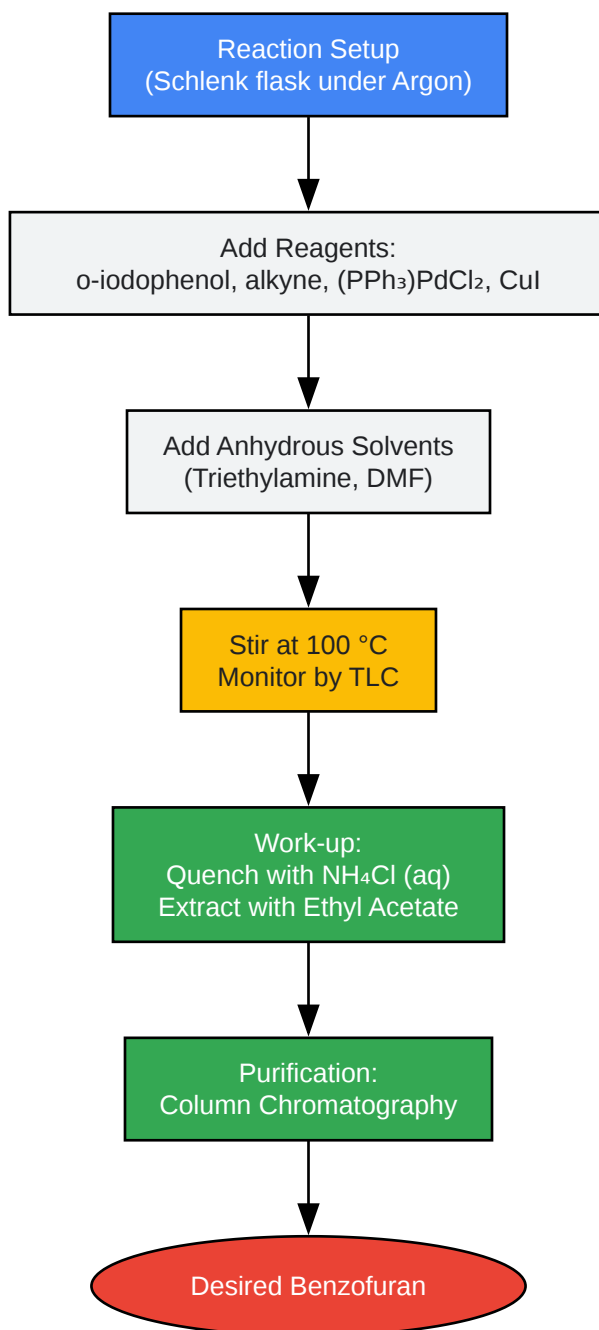 Reaction Setup
(Schlenk flask under Argon)
Add Reagents:
o-iodophenol, alkyne, (PPh₃)PdCl₂, CuI
Add Anhydrous Solvents
(Triethylamine, DMF)
Stir at 100 °C
Monitor by TLC
Work-up:
Quench with NH₄Cl (aq)
Extract with Ethyl Acetate
Purification:
Column Chromatography
Desired Benzofuran